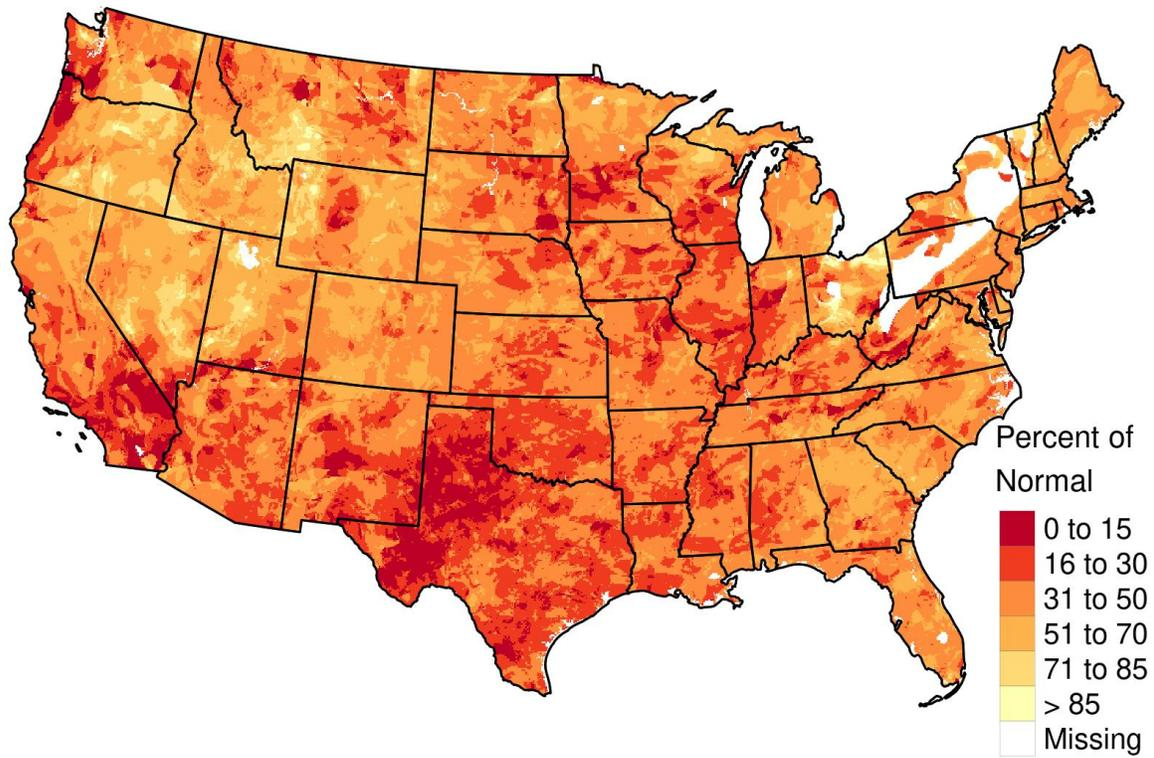 Percent of
Normal
0 to 15
16 to 30
31 to 50
51 to 70
71 to 85
> 85
Missing